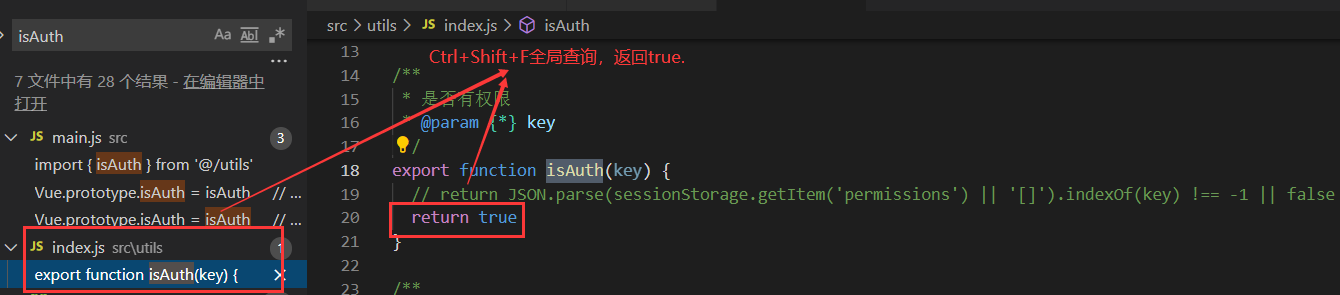 isAuth
Aa ab .*
7 文件中有 28 个结果 - 在编辑器中
打开
JS main.js src 3
import { isAuth } from '@/utils'
Vue.prototype.isAuth = isAuth // ...
Vue.prototype.isAuth = isAuth // ...
JS index.js src\utils 1
export function isAuth(key) {
src > utils > JS index.js > isAuth
Ctrl+Shift+F全局查询，返回true.
13
14 /**
15 * 是否有权限
16 * @param {*} key
17 */
18 export function isAuth(key) {
19 // return JSON.parse(sessionStorage.getItem('permissions') || '[]').indexOf(key) !== -1 || false
20 return true
21 }
22
23 /**